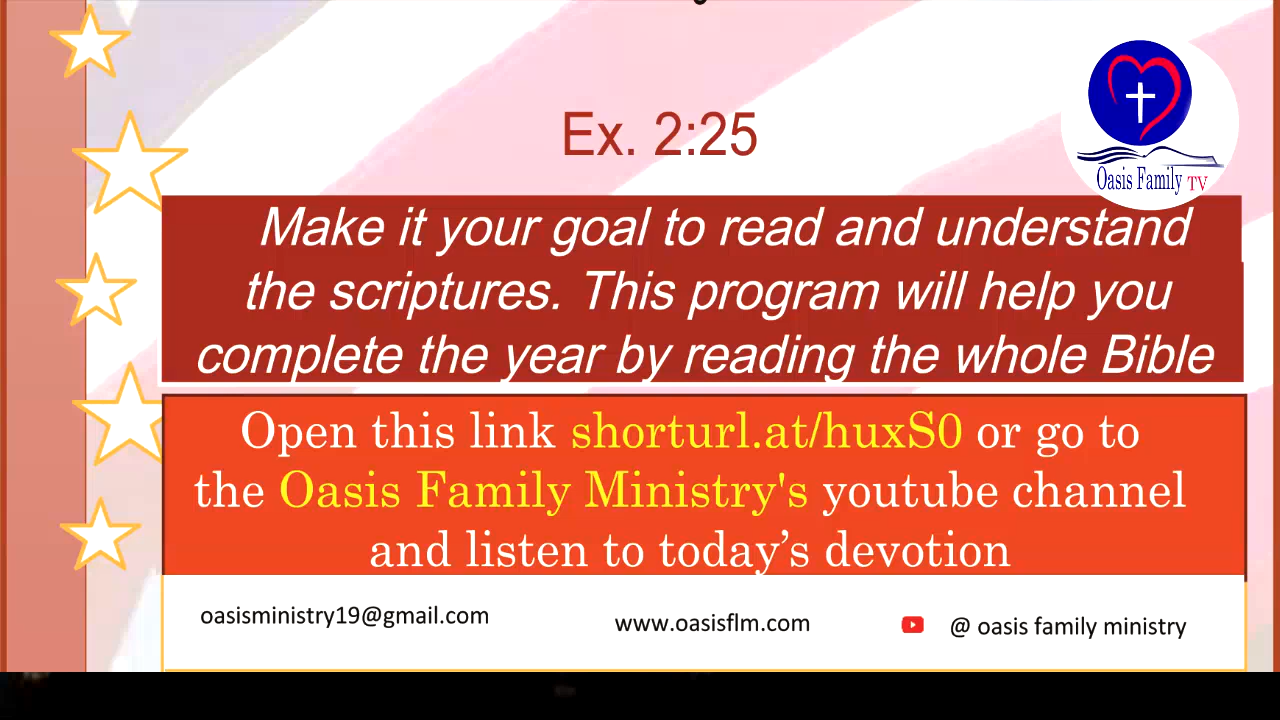 Ex. 2:25
Oasis Family TV
Make it your goal to read and understand
the scriptures. This program will help you
complete the year by reading the whole Bible
Open this link shorturl.at/huxS0 or go to
the Oasis Family Ministry's youtube channel
and listen to today’s devotion
oasisministry19@gmail.com
www.oasisflm.com
@ oasis family ministry